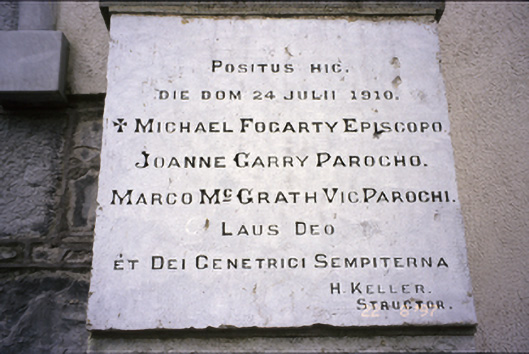 POSITUS HIC.
DIE DOM 24 JULII 1910.
✝ MICHAEL FOGARTY EPISCOPO.
JOANNE GARRY PAROCHO.
MARCO McGRATH VIC. PAROCHI.
LAUS DEO
ET DEI GENETRICI SEMPITERNA
H. KELLER.
STRUCTOR.